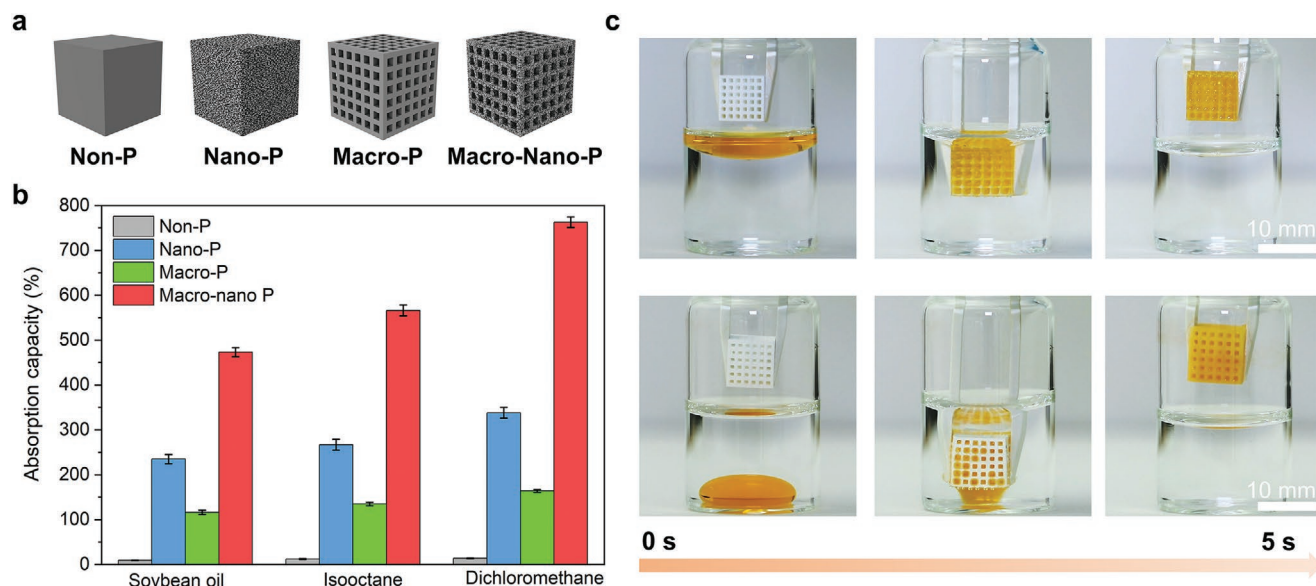 a
Non-P
Nano-P
Macro-P
Macro-Nano-P
b
Absorption capacity (%)
800
700
600
500
400
300
200
100
0
Non-P
Nano-P
Macro-P
Macro-nano P
Soybean oil
Isooctane
Dichloromethane
c
10 mm
10 mm
0 s
5 s